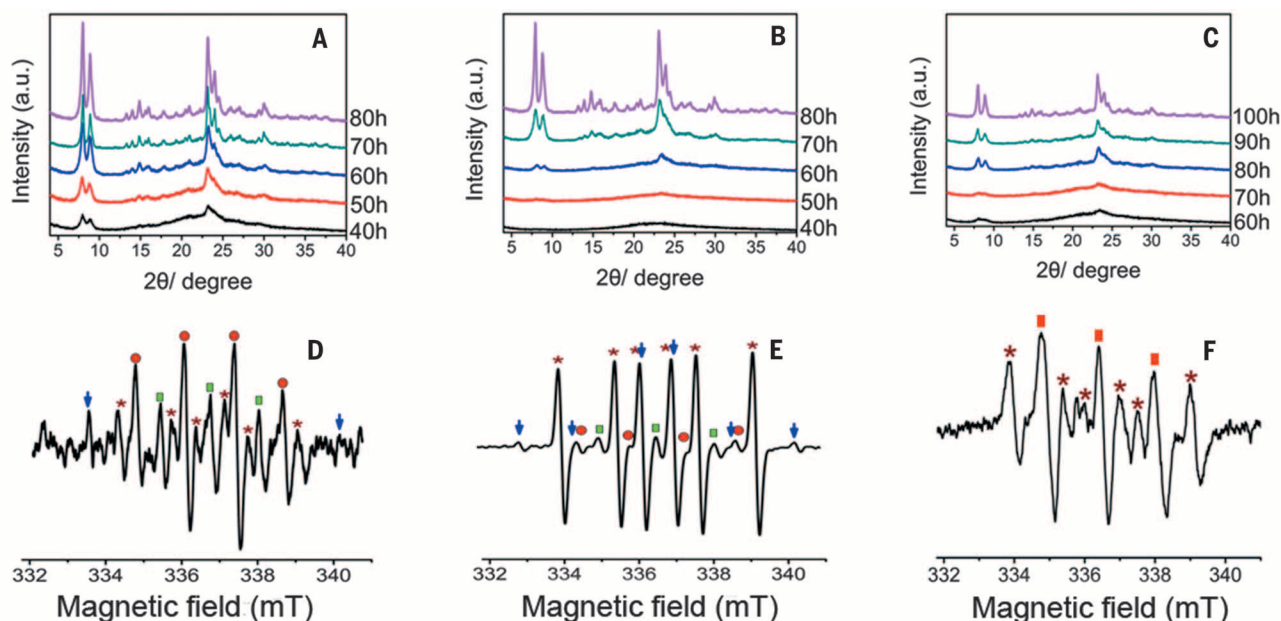 A
Intensity (a.u.)
80h
70h
60h
50h
40h
5 10 15 20 25 30 35 40
2θ/ degree
B
Intensity (a.u.)
80h
70h
60h
50h
40h
5 10 15 20 25 30 35 40
2θ/ degree
C
Intensity (a.u.)
100h
90h
80h
70h
60h
5 10 15 20 25 30 35 40
2θ/ degree
D
332 334 336 338 340
Magnetic field (mT)
E
332 334 336 338 340
Magnetic field (mT)
F
332 334 336 338 340
Magnetic field (mT)